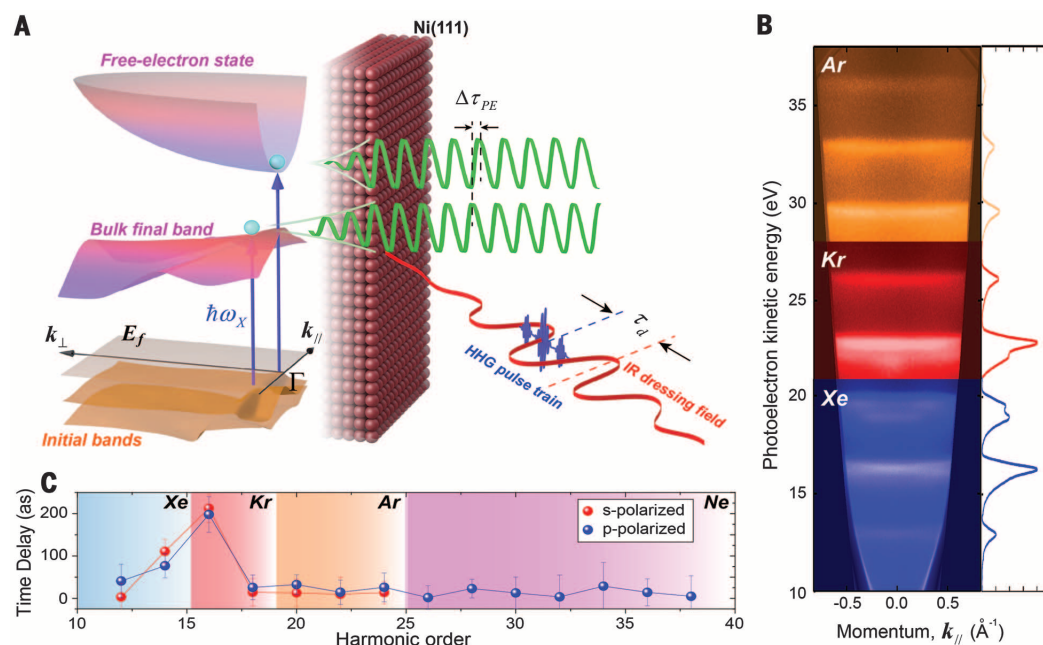 A
Ni(111)
Free-electron state
Δτ_PE
Bulk final band
ħω_X
k_⊥
E_f
k_//
Γ
Initial bands
HHG pulse train
τ_d
IR dressing field
B
Ar
Kr
Xe
35
30
25
20
15
10
Photoelectron kinetic energy (eV)
-0.5
0.0
0.5
Momentum, k_// (Å⁻¹)
C
Xe
Kr
Ar
Ne
s-polarized
p-polarized
200
100
0
Time Delay (as)
10
15
20
25
30
35
40
Harmonic order